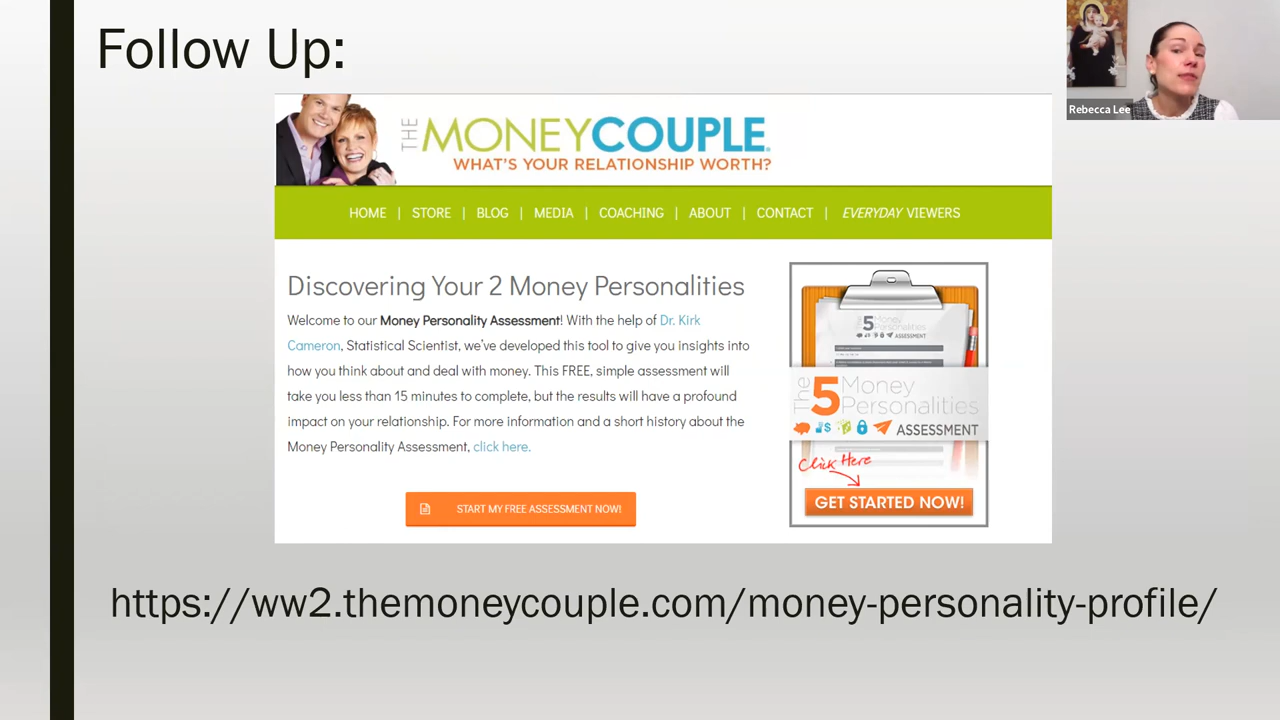 Follow Up:
Rebecca Lee
THE MONEYCOUPLE
WHAT'S YOUR RELATIONSHIP WORTH?
HOME | STORE | BLOG | MEDIA | COACHING | ABOUT | CONTACT | EVERYDAY VIEWERS
Discovering Your 2 Money Personalities
Welcome to our Money Personality Assessment! With the help of Dr. Kirk
Cameron, Statistical Scientist, we've developed this tool to give you insights into
how you think about and deal with money. This FREE, simple assessment will
take you less than 15 minutes to complete, but the results will have a profound
impact on your relationship. For more information and a short history about the
Money Personality Assessment, click here.
START MY FREE ASSESSMENT NOW!
5 Money
Personalities
ASSESSMENT
The 5 Money
Personalities
ASSESSMENT
Click Here
GET STARTED NOW!
https://ww2.themoneycouple.com/money-personality-profile/